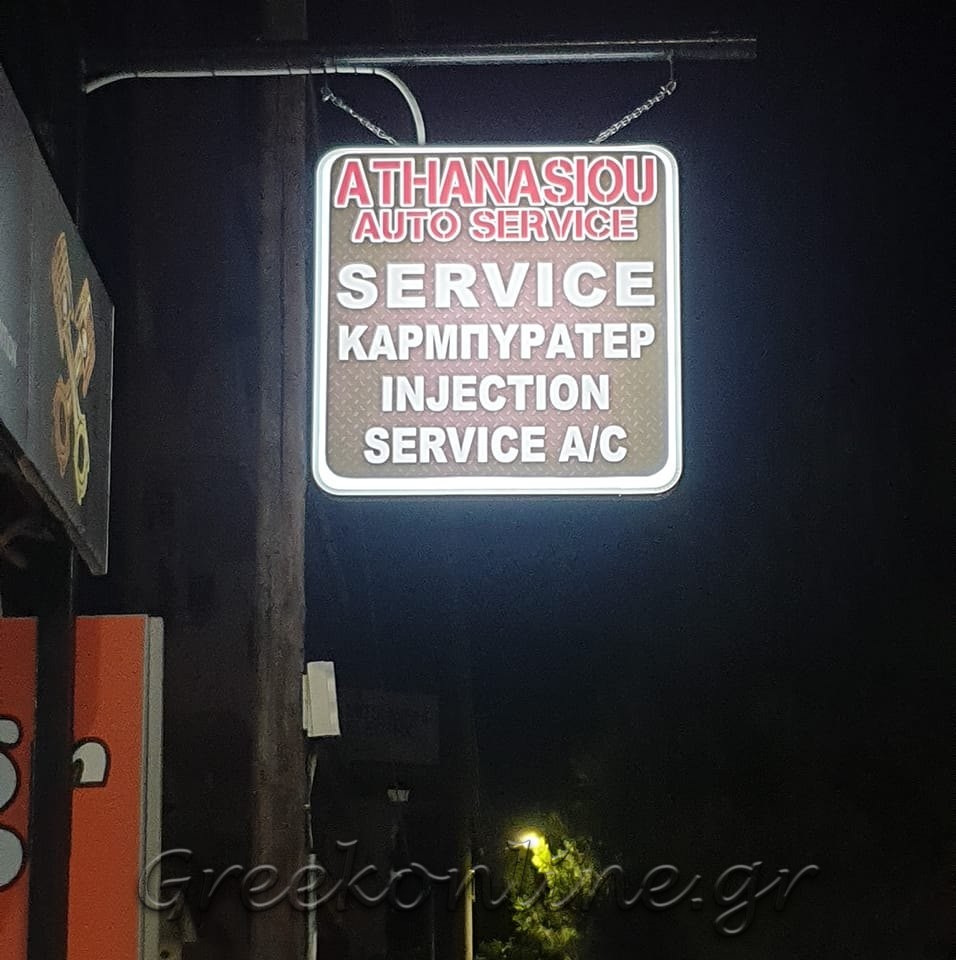 ATHANASIOU
AUTO SERVICE
SERVICE
ΚΑΡΜΠΥΡΑΤΕΡ
INJECTION
SERVICE A/C
Greekonline.gr